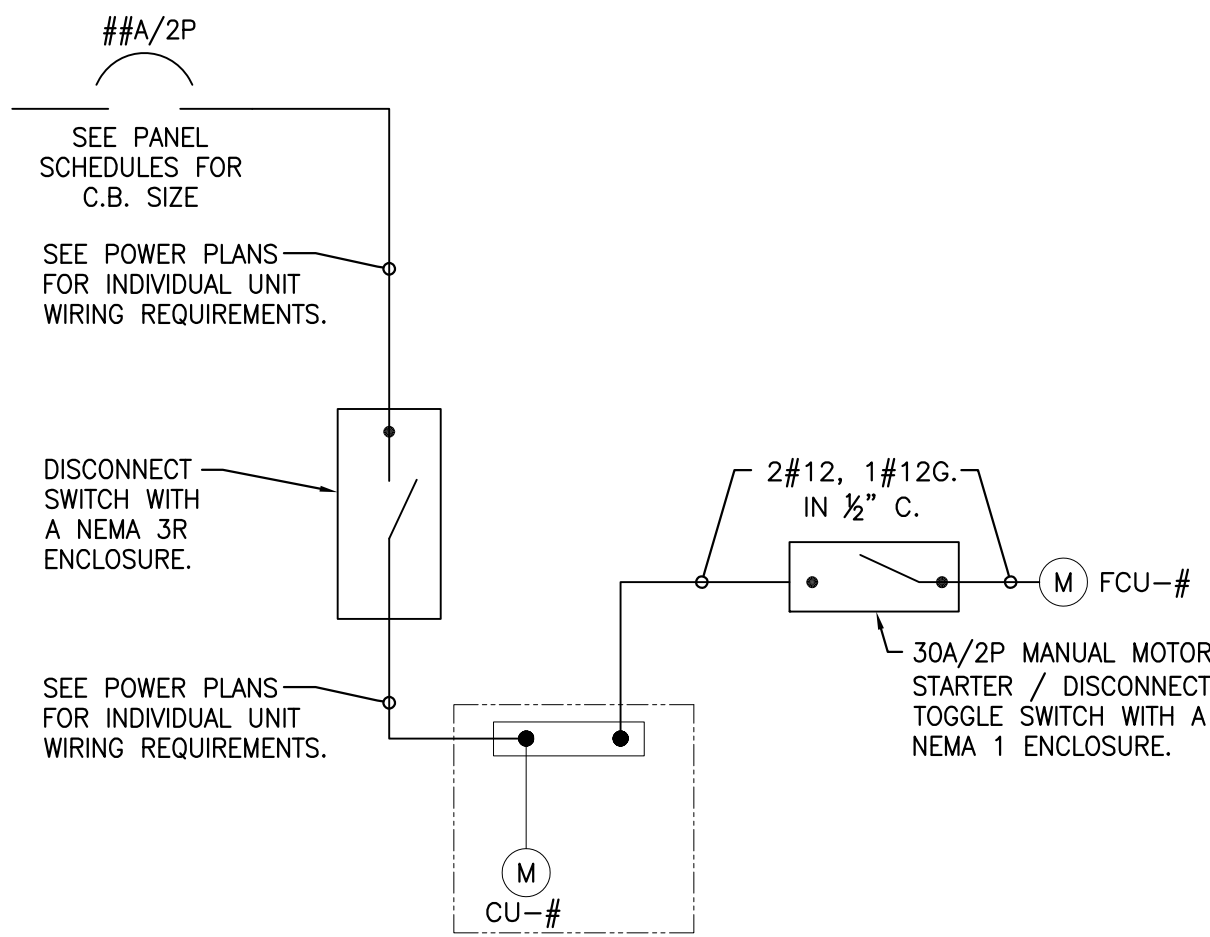 ##A/2P
SEE PANEL
SCHEDULES FOR
C.B. SIZE
SEE POWER PLANS
FOR INDIVIDUAL UNIT
WIRING REQUIREMENTS.
DISCONNECT
SWITCH WITH
A NEMA 3R
ENCLOSURE.
2#12, 1#12G.
IN ½" C.
M FCU-#
30A/2P MANUAL MOTOR
STARTER / DISCONNECT
TOGGLE SWITCH WITH A
NEMA 1 ENCLOSURE.
SEE POWER PLANS
FOR INDIVIDUAL UNIT
WIRING REQUIREMENTS.
M
CU-#